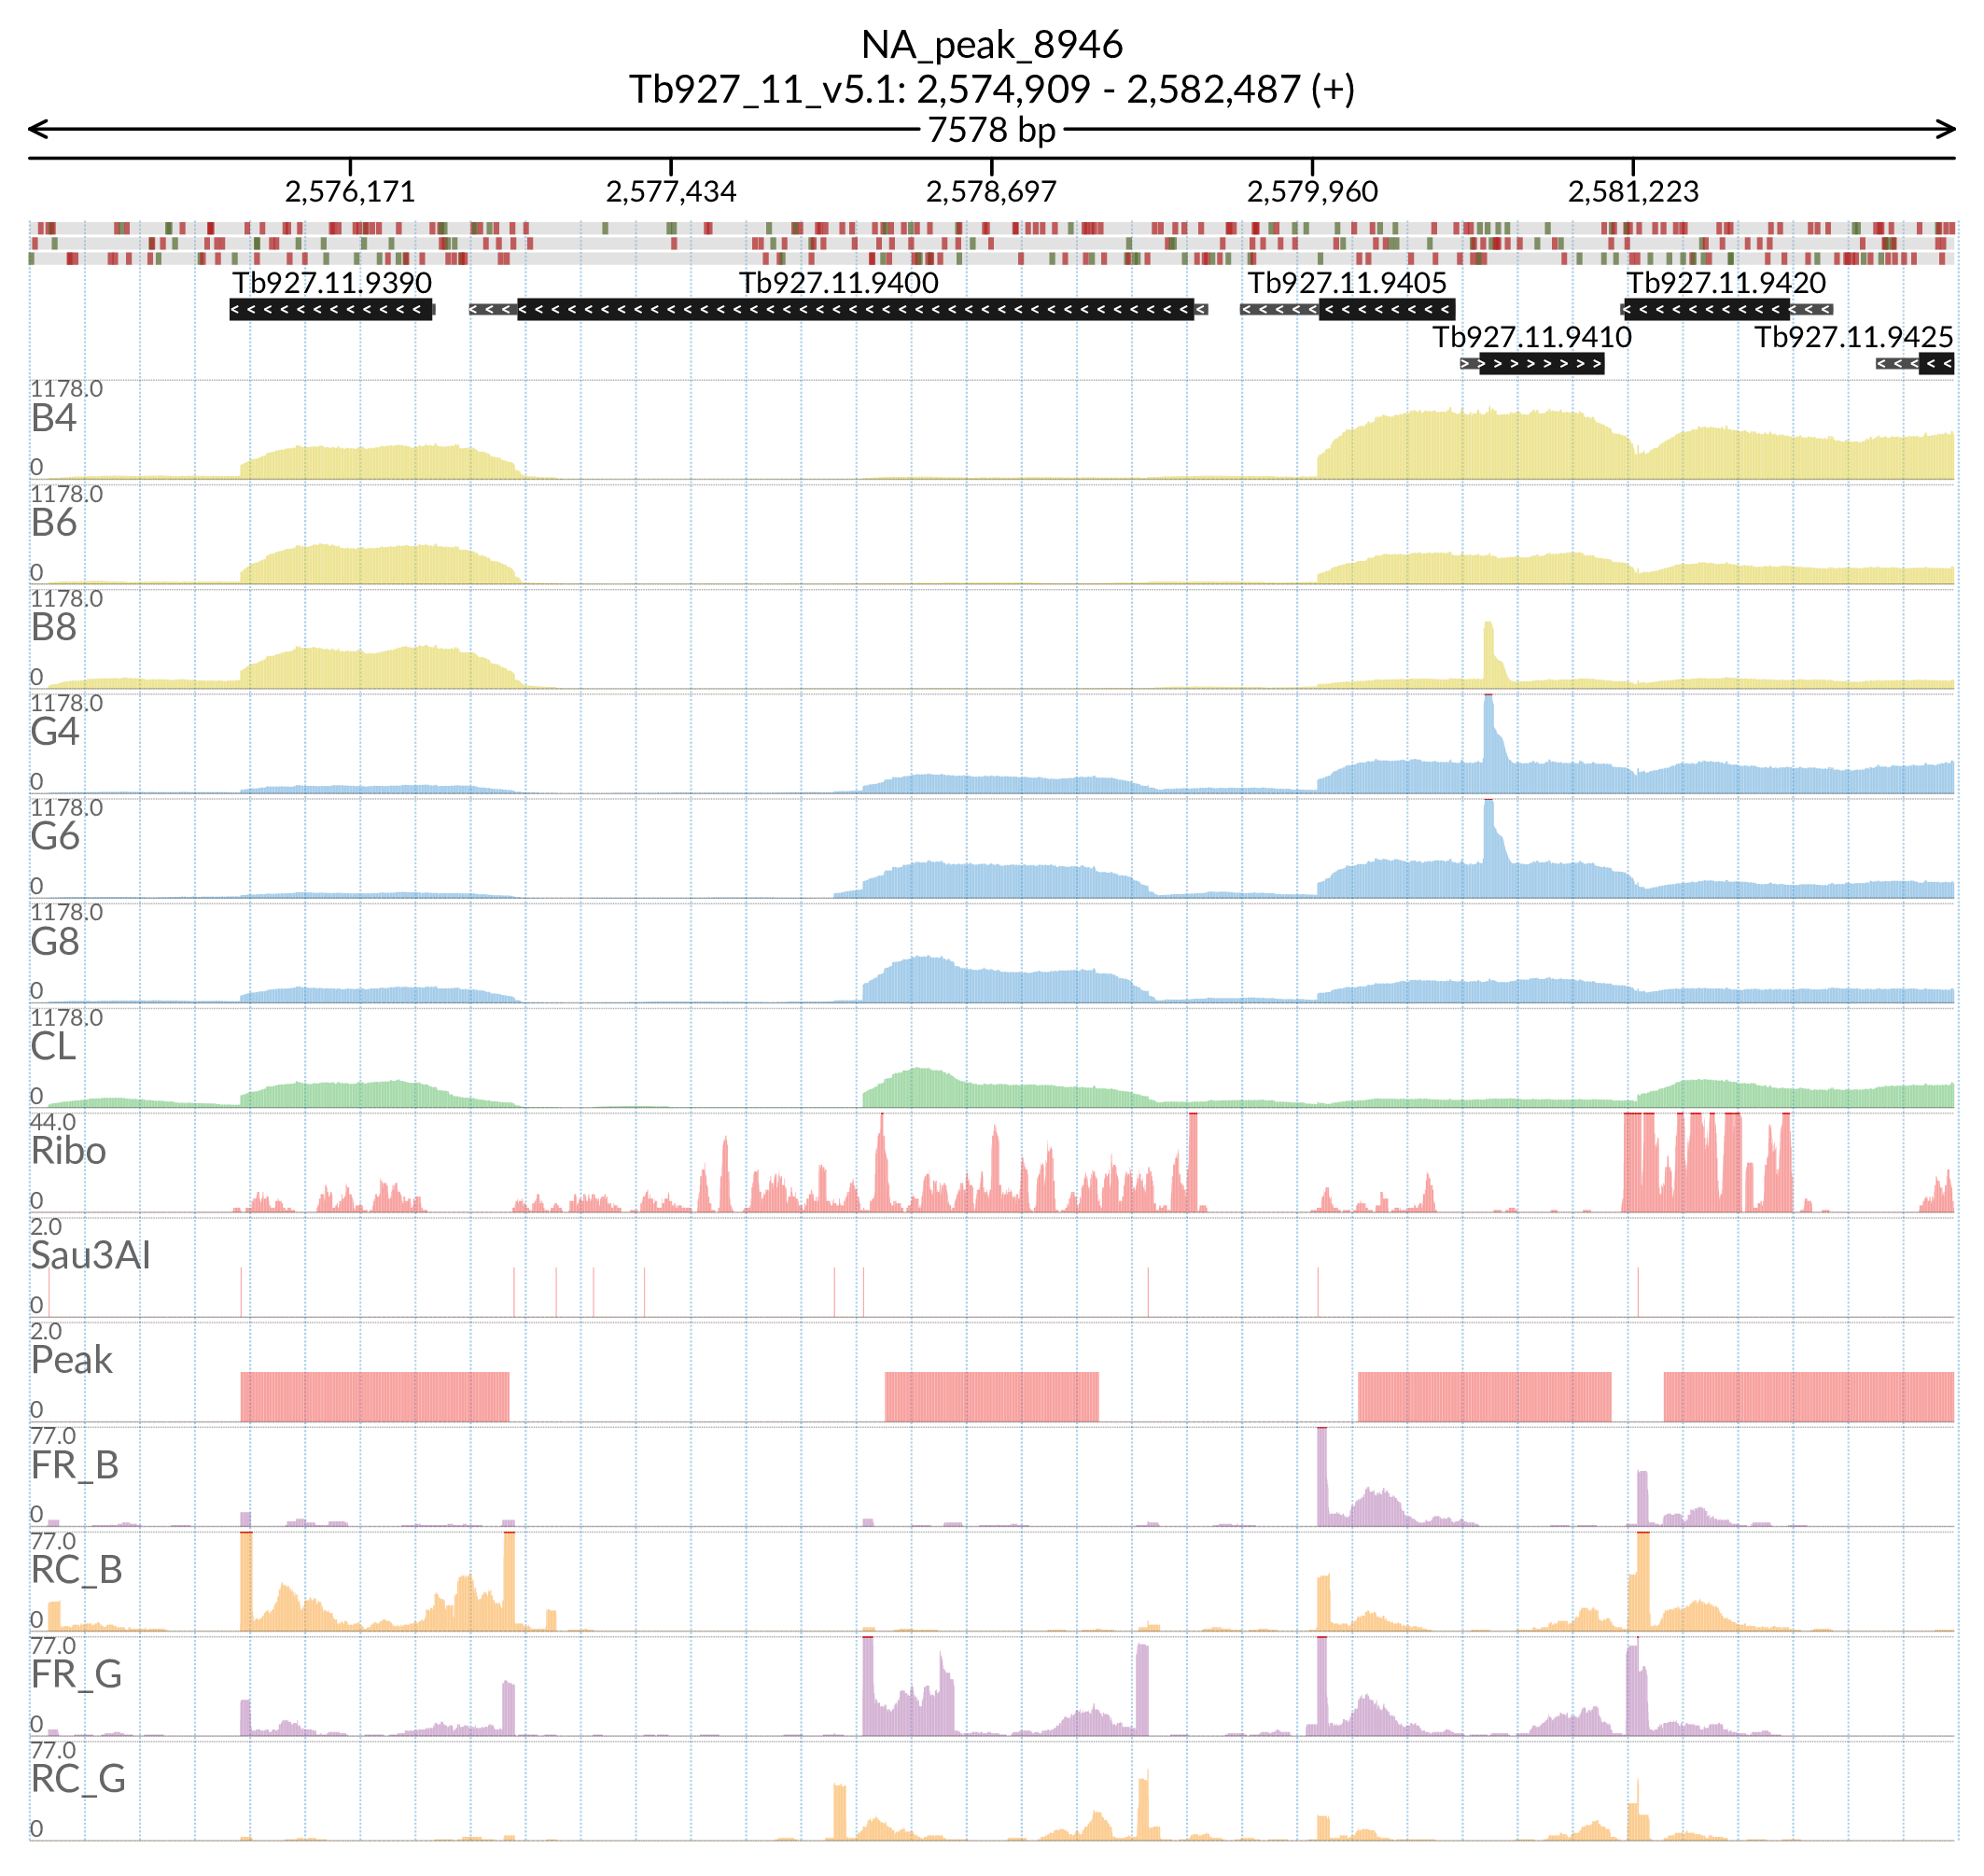 NA_peak_8946
Tb927_11_v5.1: 2,574,909 - 2,582,487 (+)
7578 bp
2,576,171 2,577,434 2,578,697 2,579,960 2,581,223
Tb927.11.9390 Tb927.11.9400 Tb927.11.9405 Tb927.11.9420
Tb927.11.9410 Tb927.11.9425
1178.0
B4
0
1178.0
B6
0
1178.0
B8
0
1178.0
G4
0
1178.0
G6
0
1178.0
G8
0
1178.0
CL
0
44.0
Ribo
0
2.0
Sau3AI
0
2.0
Peak
0
77.0
FR_B
0
77.0
RC_B
0
77.0
FR_G
0
77.0
RC_G
0